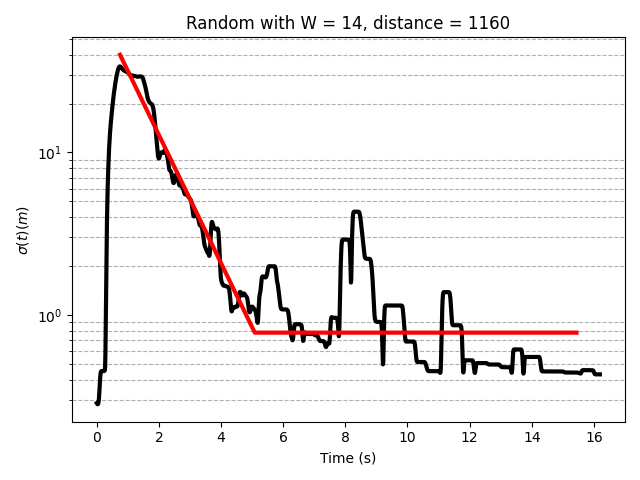 Random with W = 14, distance = 1160
σ(t)(m)
10¹
10⁰
0 2 4 6 8 10 12 14 16
Time (s)